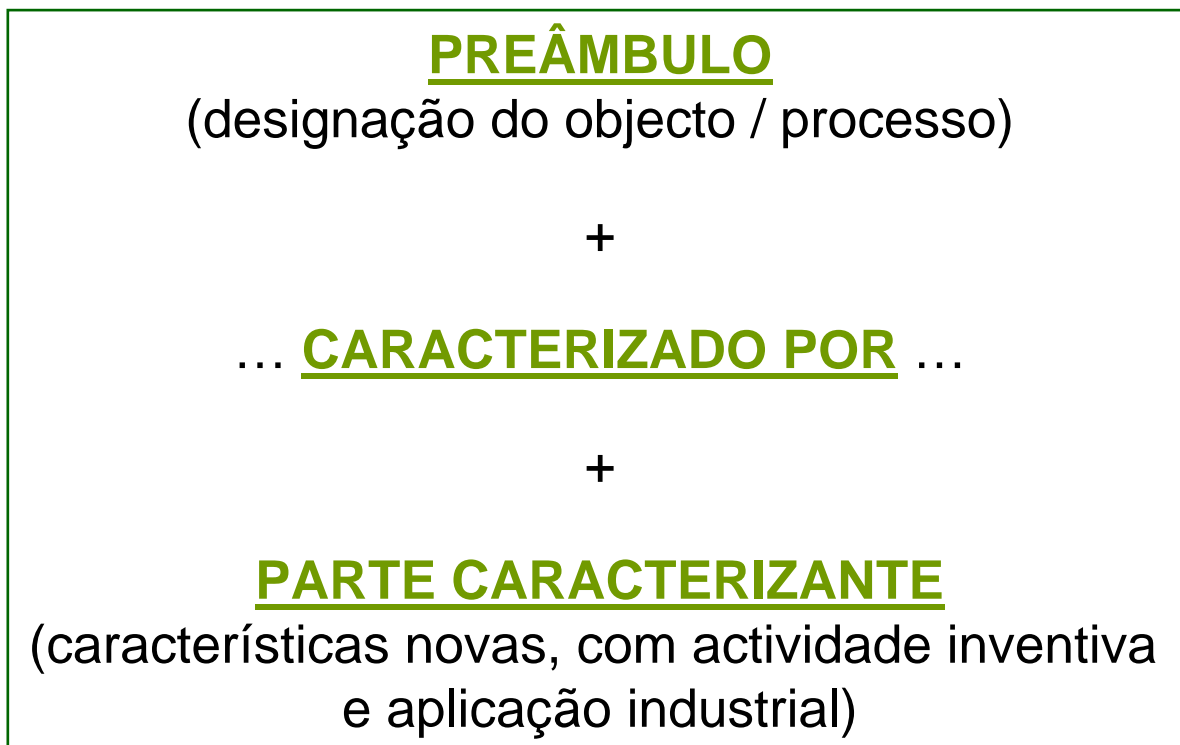 PREÂMBULO
(designação do objecto / processo)
+
… CARACTERIZADO POR …
+
PARTE CARACTERIZANTE
(características novas, com actividade inventiva
e aplicação industrial)